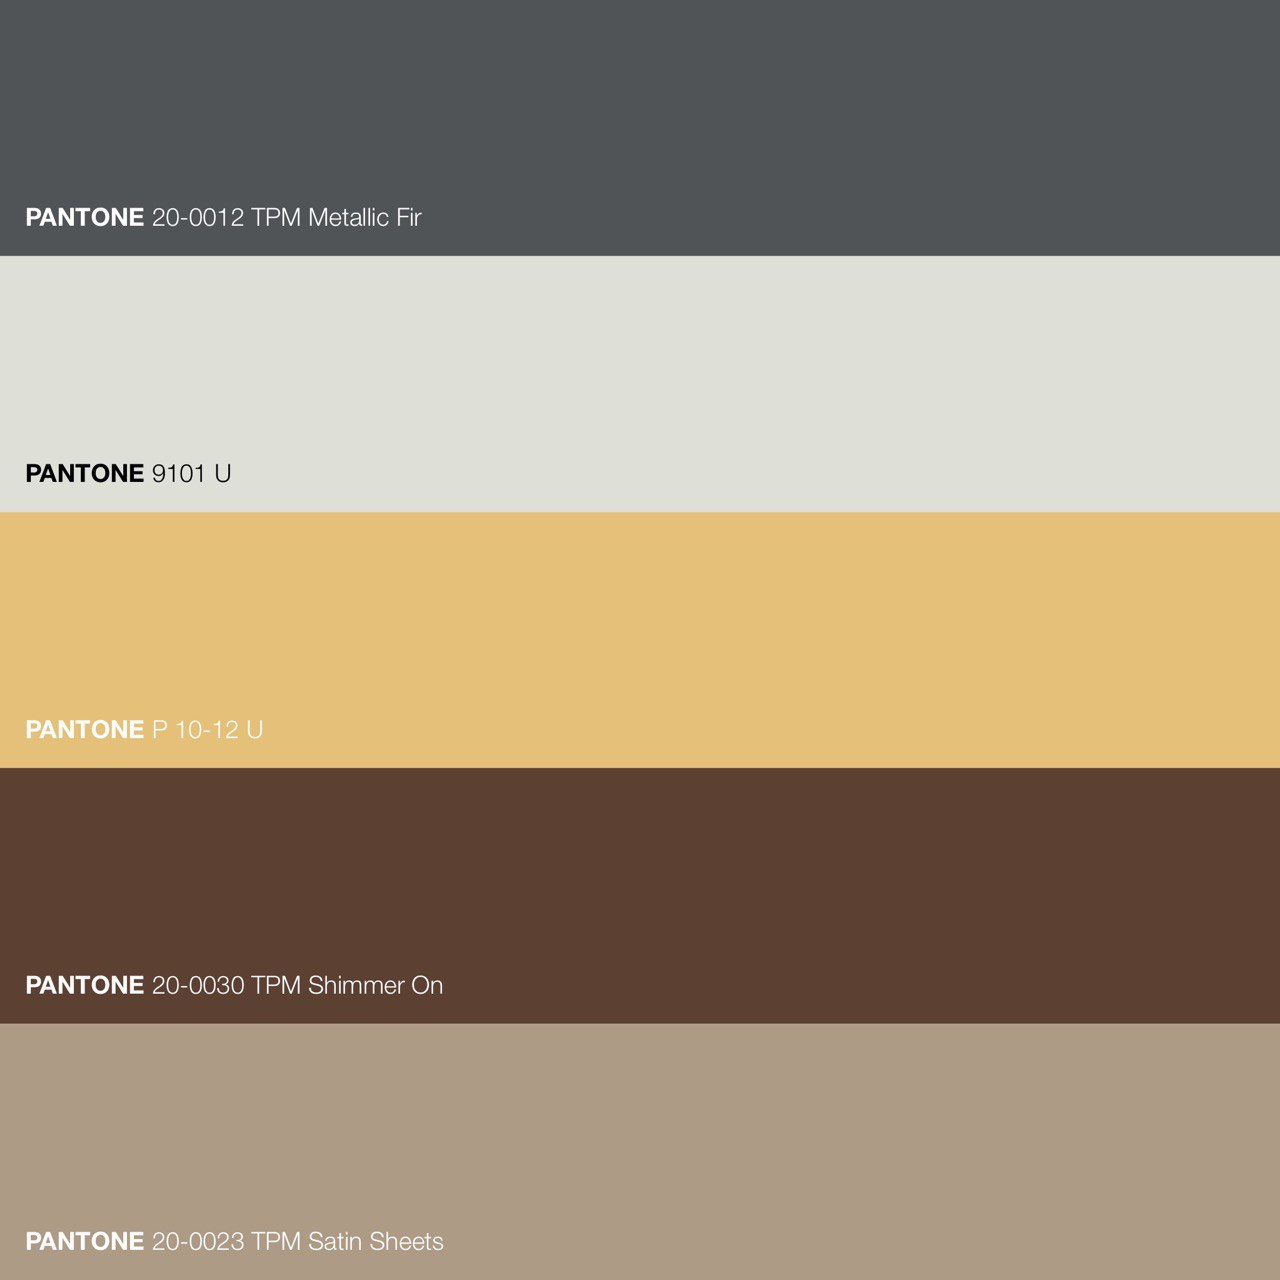 PANTONE 20-0012 TPM Metallic Fir
PANTONE 9101 U
PANTONE P 10-12 U
PANTONE 20-0030 TPM Shimmer On
PANTONE 20-0023 TPM Satin Sheets